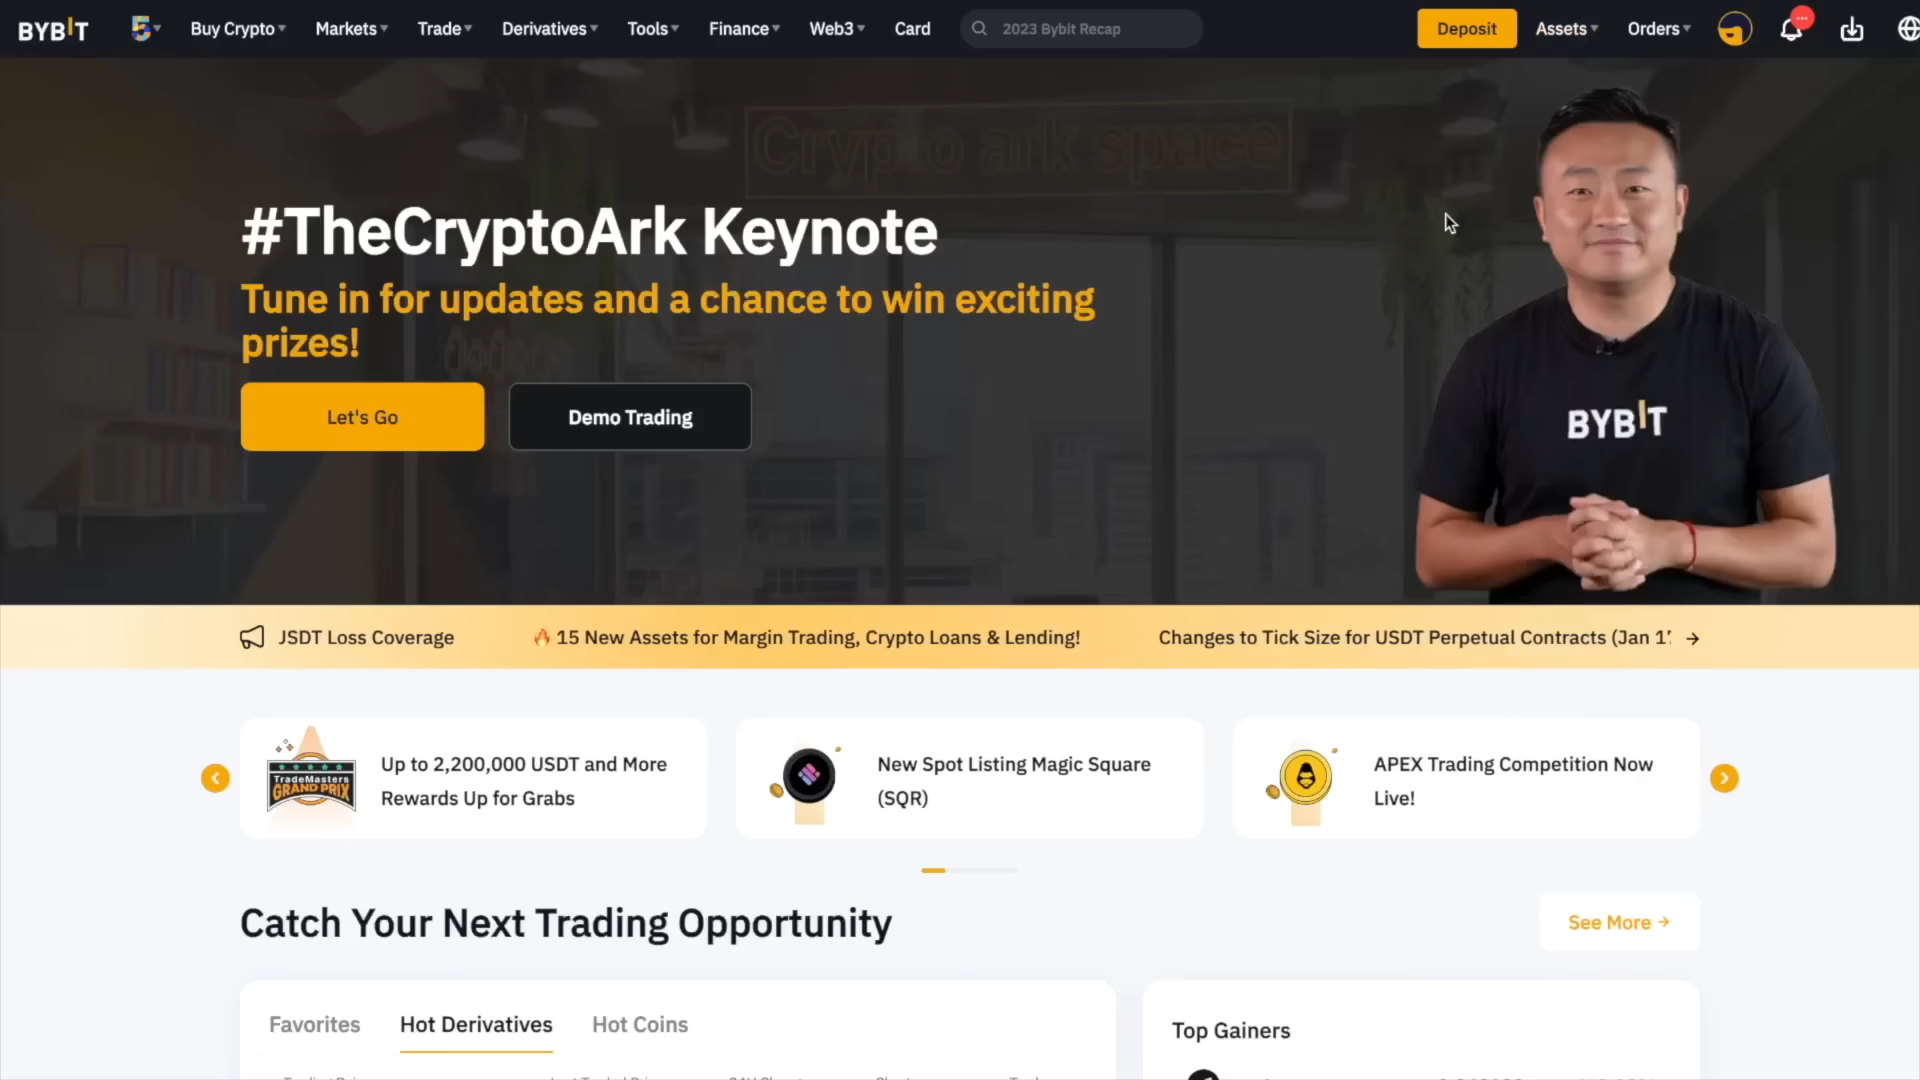 BYBIT
5
Buy Crypto
Markets
Trade
Derivatives
Tools
Finance
Web3
Card
2023 Bybit Recap
Deposit
Assets
Orders
Crypto ark space
#TheCryptoArk Keynote
Tune in for updates and a chance to win exciting
prizes!
Let's Go
Demo Trading
BYBIT
JSDT Loss Coverage
🔥 15 New Assets for Margin Trading, Crypto Loans & Lending!
Changes to Tick Size for USDT Perpetual Contracts (Jan
TradeMasters
GRAND PRIX
Up to 2,200,000 USDT and More
Rewards Up for Grabs
New Spot Listing Magic Square
(SQR)
APEX Trading Competition Now
Live!
Catch Your Next Trading Opportunity
See More →
Favorites
Hot Derivatives
Hot Coins
Top Gainers